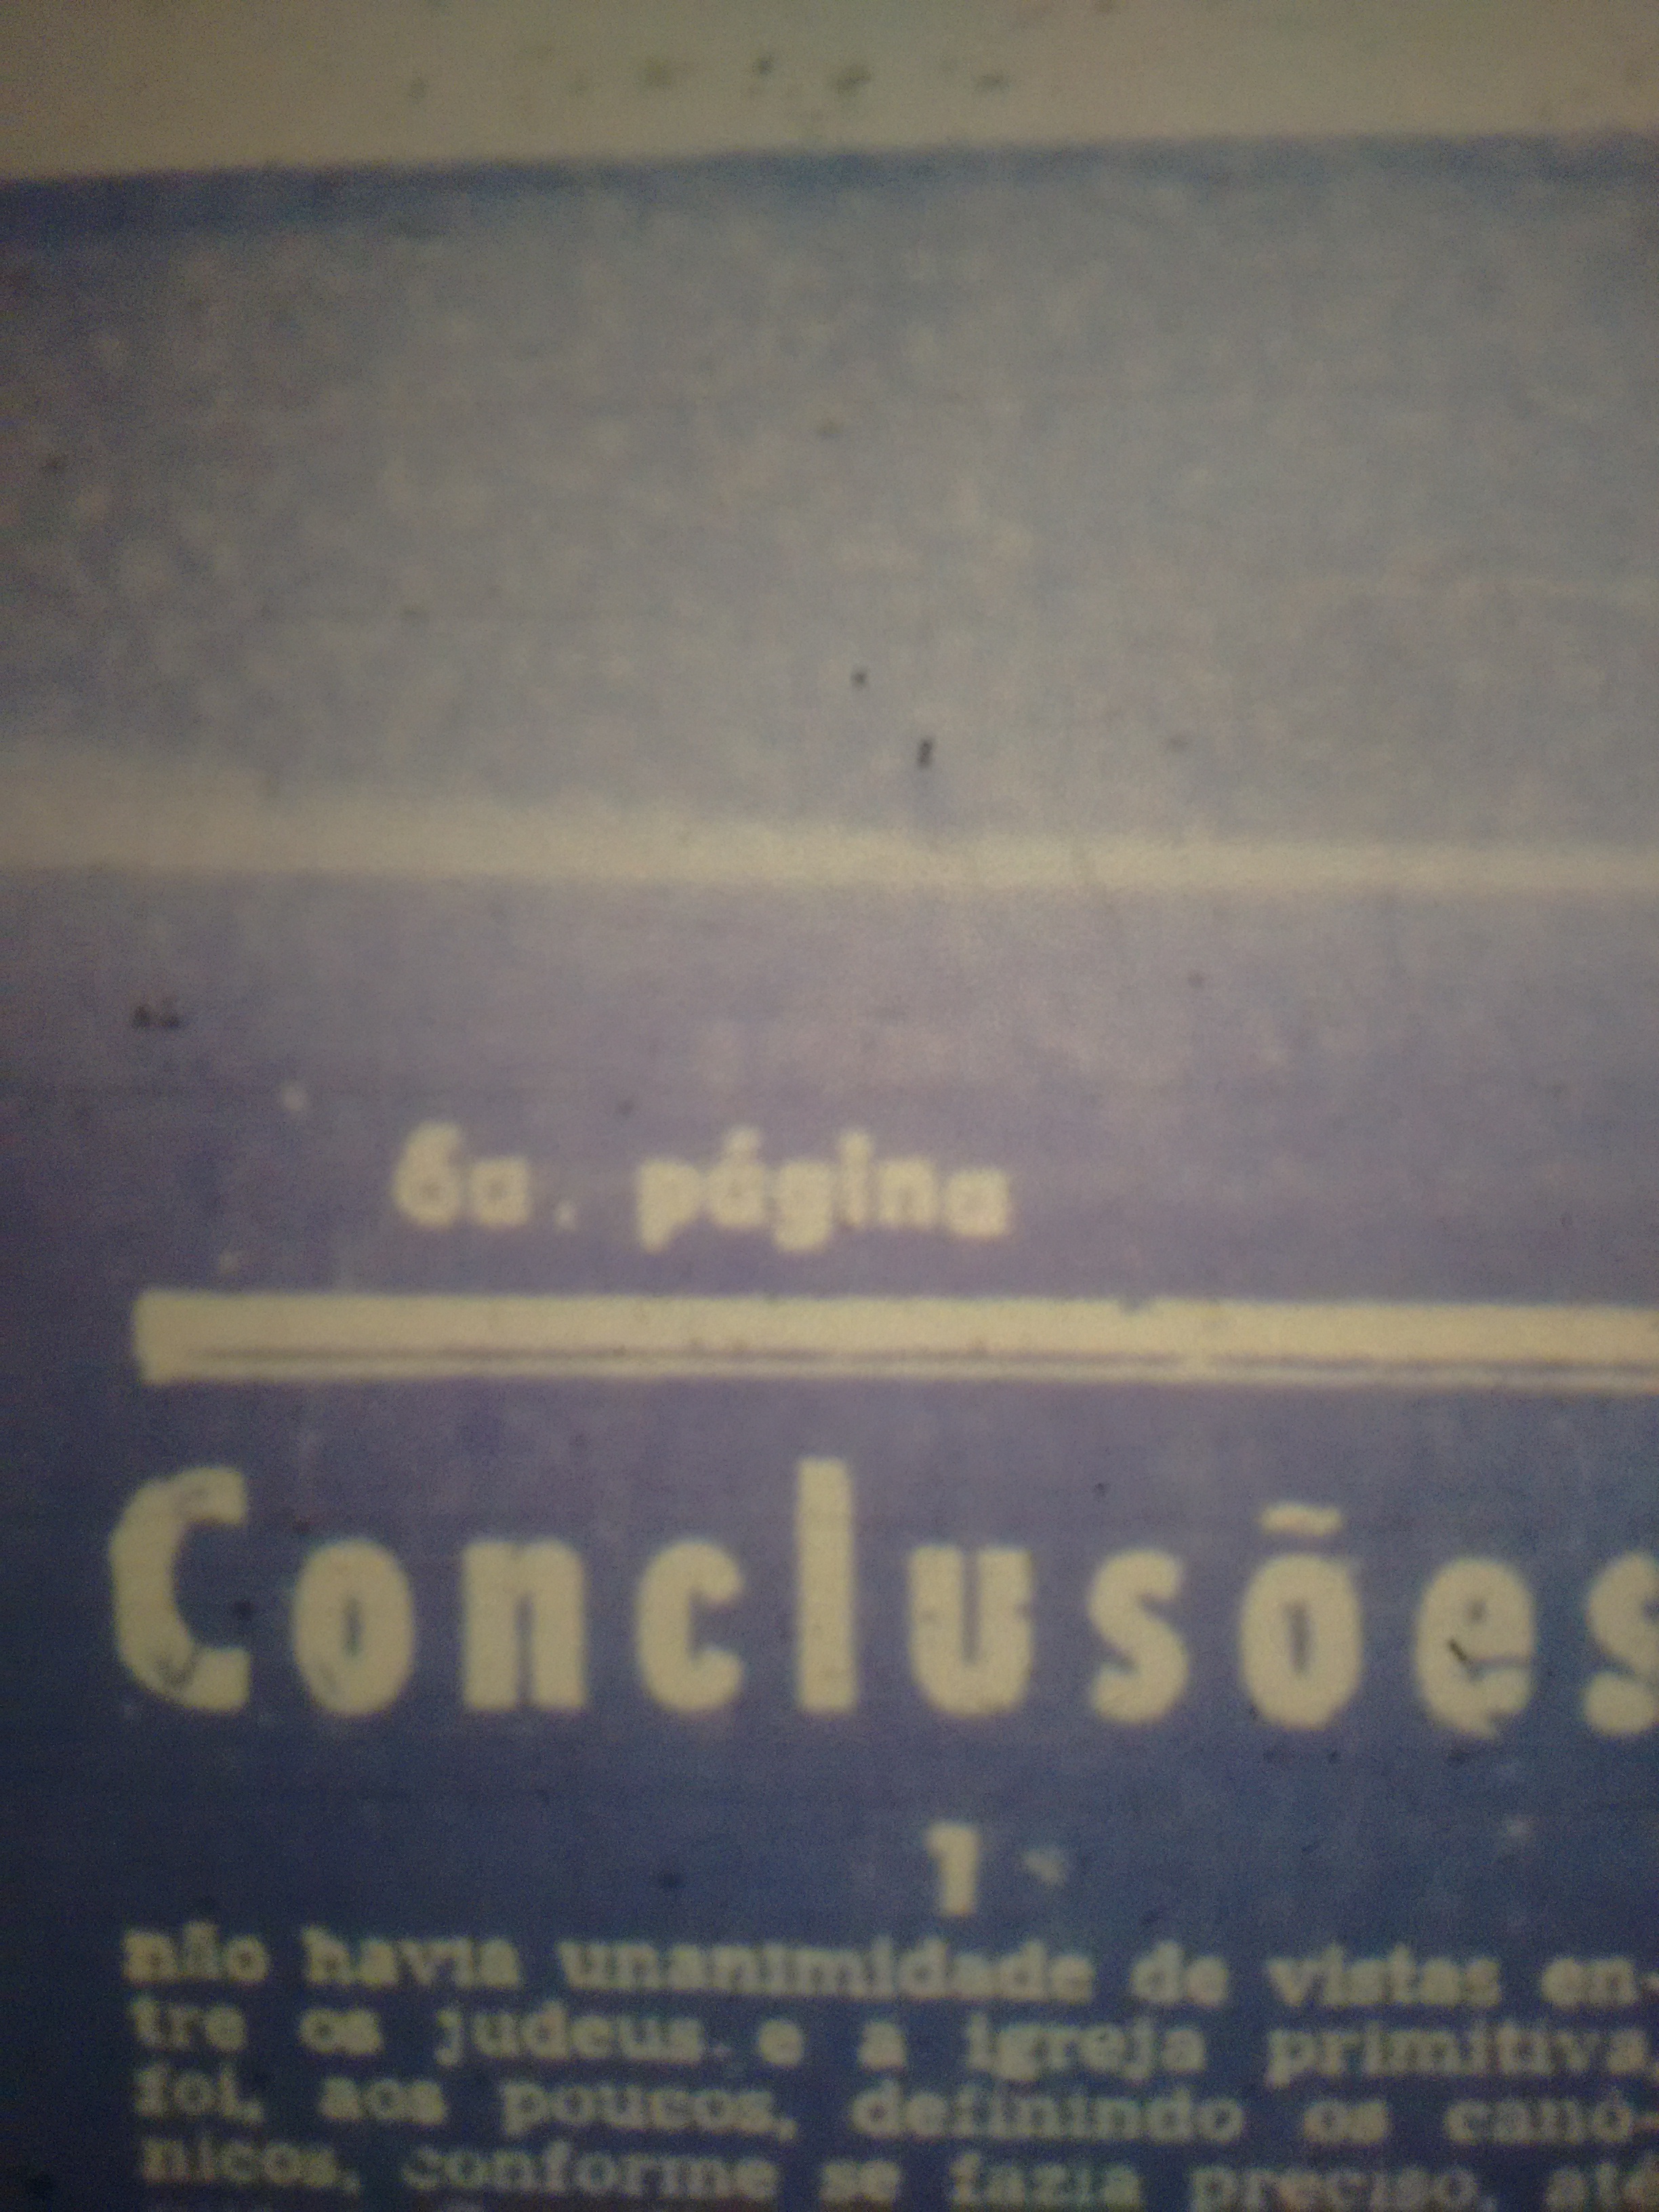 6a. página
Conclusões
1
não havia unanimidade de vistas en-
tre os judeus e a igreja primitiva,
foi, aos poucos, definindo os canô-
nicos, conforme se fazia preciso, até